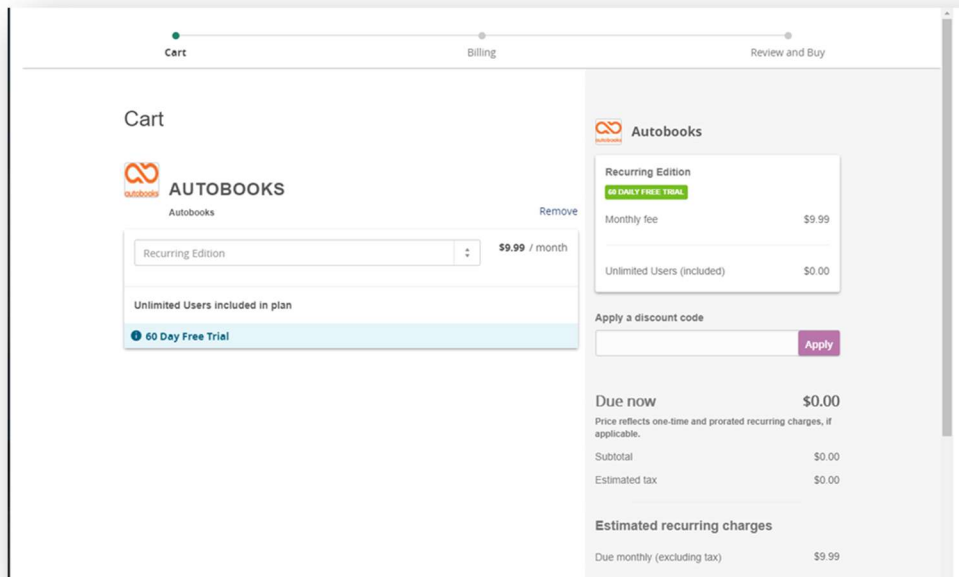 Cart
Billing
Review and Buy
Cart
autobooks
AUTOBOOKS
Autobooks
Remove
Recurring Edition
$9.99 / month
Unlimited Users included in plan
60 Day Free Trial
autobooks
Autobooks
Recurring Edition
60 DAILY FREE TRIAL
Monthly fee $9.99
Unlimited Users (included) $0.00
Apply a discount code
Apply
Due now $0.00
Price reflects one-time and prorated recurring charges, if
applicable.
Subtotal $0.00
Estimated tax $0.00
Estimated recurring charges
Due monthly (excluding tax) $9.99